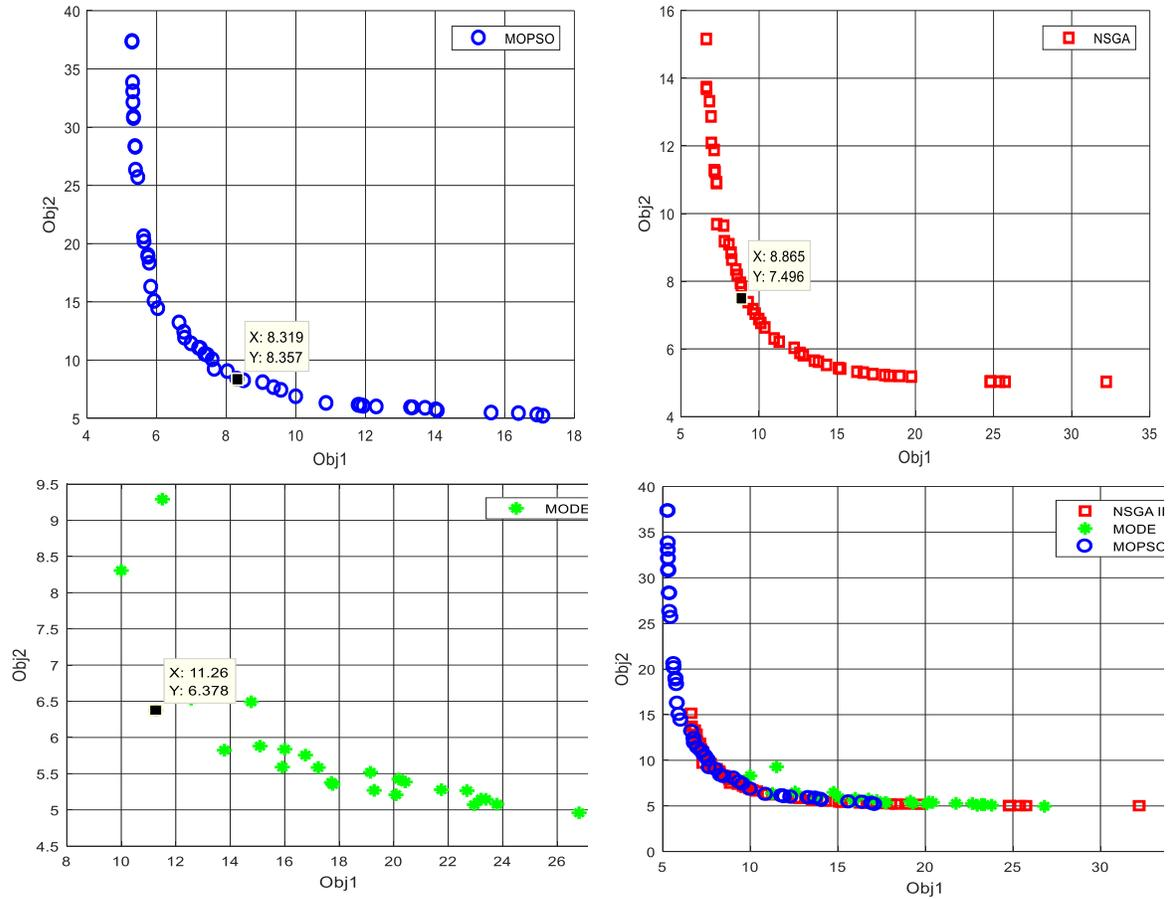 40
35
30
25
20
15
10
5
Obj2
MOPSO
X: 8.319
Y: 8.357
4 6 8 10 12 14 16 18
Obj1
16
14
12
10
8
6
4
Obj2
NSGA
X: 8.865
Y: 7.496
5 10 15 20 25 30 35
Obj1
9.5
9
8.5
8
7.5
7
6.5
6
5.5
5
4.5
Obj2
MODE
X: 11.26
Y: 6.378
8 10 12 14 16 18 20 22 24 26
Obj1
40
35
30
25
20
15
10
5
0
Obj2
NSGA II
MODE
MOPSO
5 10 15 20 25 30
Obj1